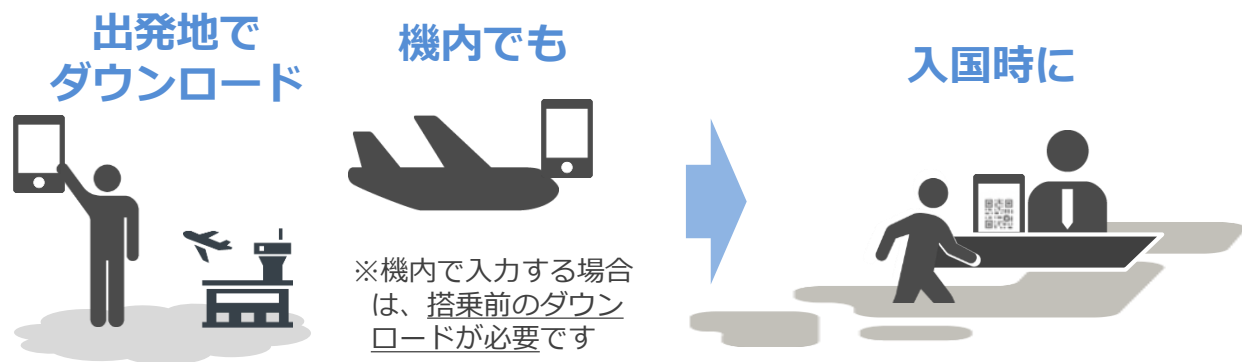 出発地で
ダウンロード
機内でも
※機内で入力する場合
は、搭乗前のダウン
ロードが必要です
入国時に